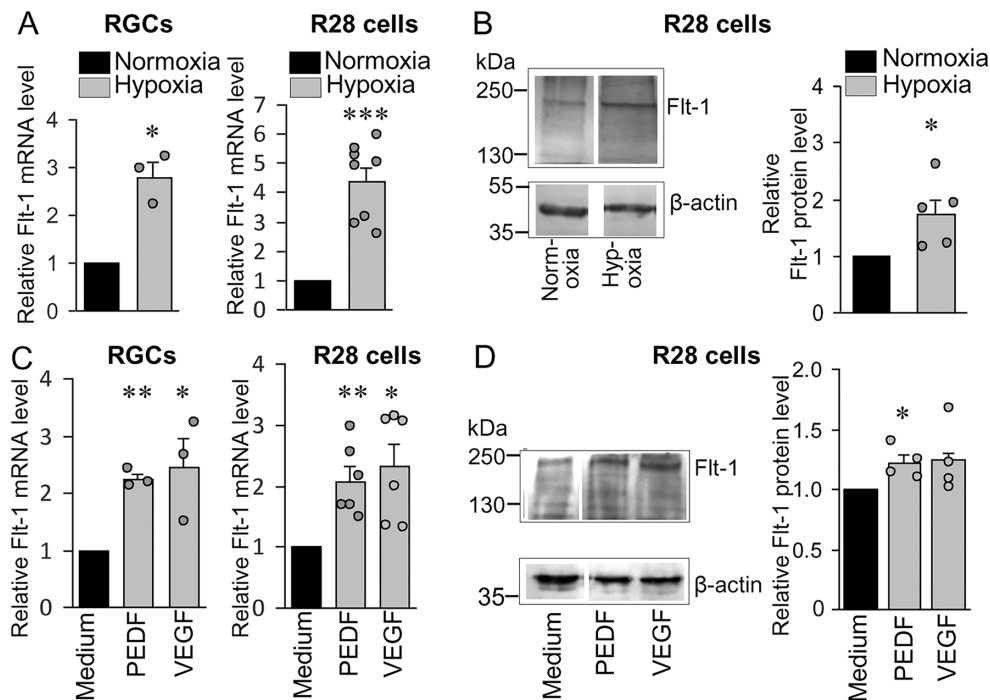 A
RGCs
Normoxia
Hypoxia
Relative Flt-1 mRNA level
4
3
2
1
0
*
R28 cells
Normoxia
Hypoxia
Relative Flt-1 mRNA level
7
6
5
4
3
2
1
0
***
B
R28 cells
kDa
250
130
Flt-1
55
35
β-actin
Norm-
oxia
Hyp-
oxia
Normoxia
Hypoxia
Relative
Flt-1 protein level
4
3
2
1
0
*
C
RGCs
Relative Flt-1 mRNA level
4
3
2
1
0
**
*
Medium
PEDF
VEGF
R28 cells
Relative Flt-1 mRNA level
4
3
2
1
0
**
*
Medium
PEDF
VEGF
D
R28 cells
kDa
250
130
Flt-1
35
β-actin
Medium
PEDF
VEGF
Relative Flt-1 protein level
2.0
1.5
1.0
0.5
0
*
Medium
PEDF
VEGF